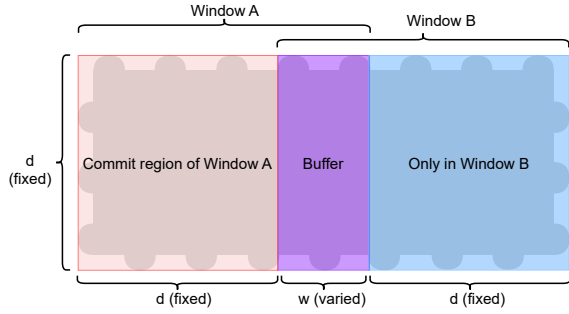 Window A
Window B
d
(fixed)
Commit region of Window A
Buffer
Only in Window B
d (fixed)
w (varied)
d (fixed)